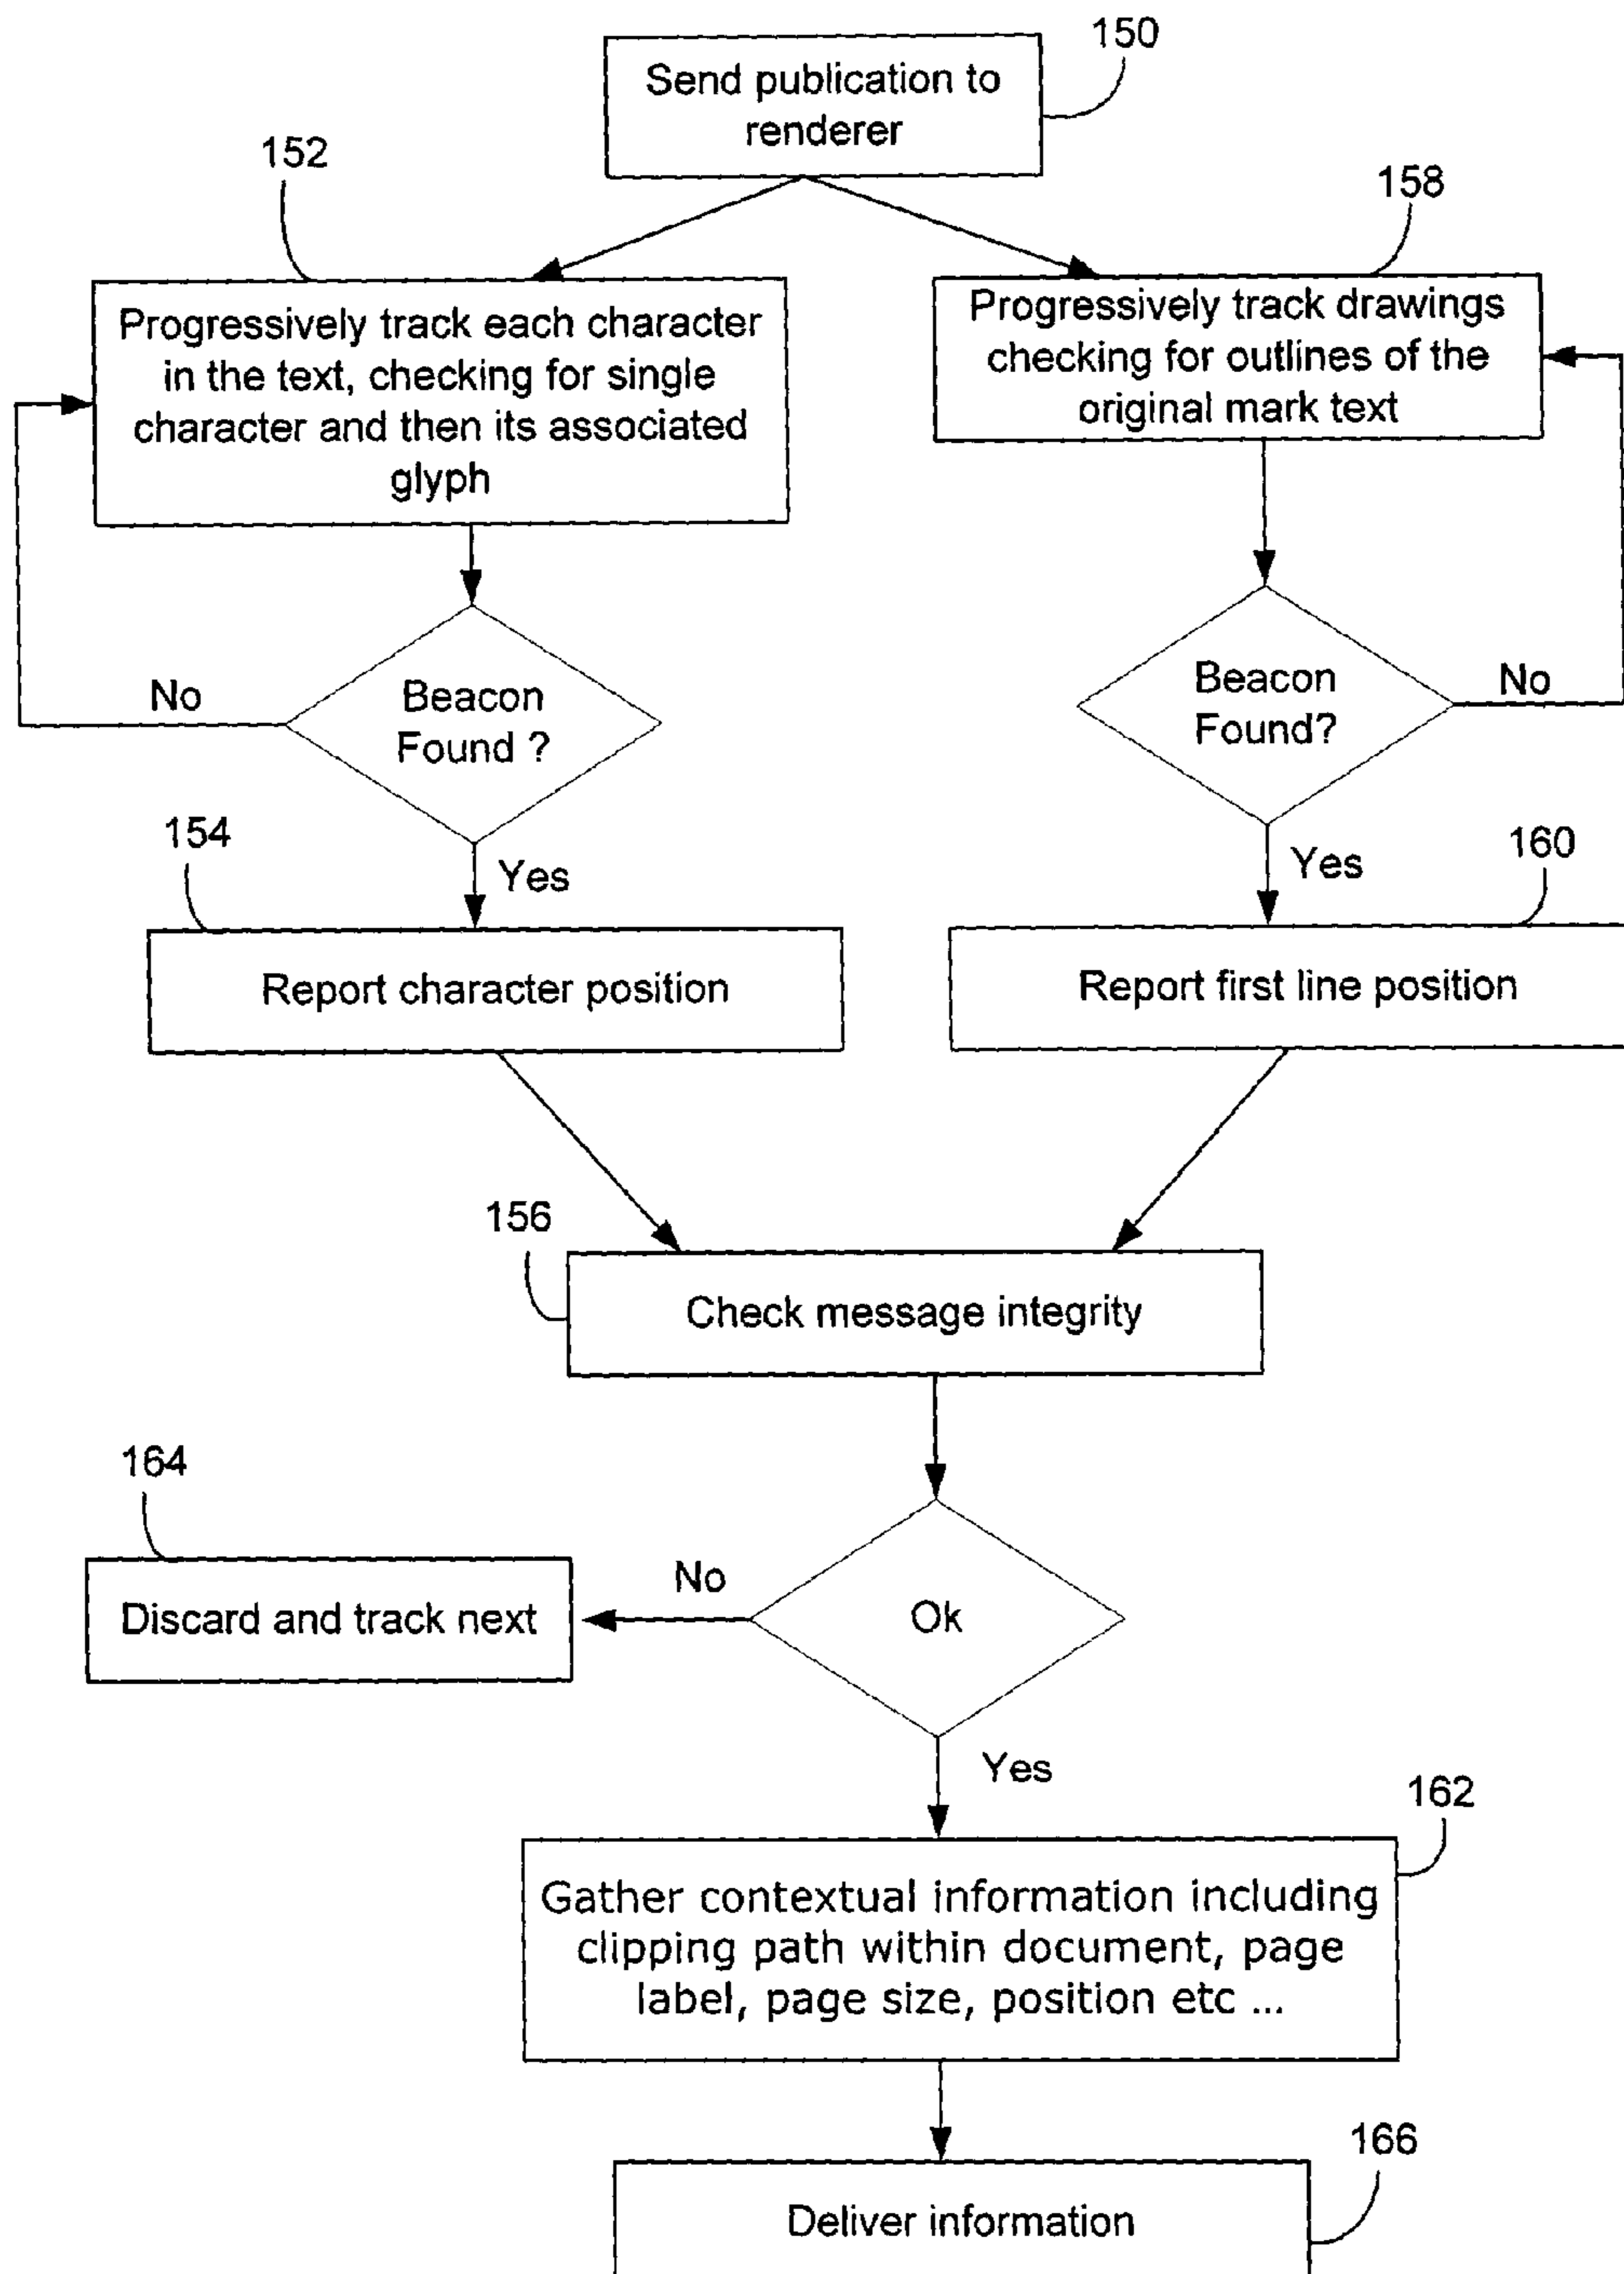 150
Send publication to
renderer
152
158
Progressively track each character
in the text, checking for single
character and then its associated
glyph
Progressively track drawings
checking for outlines of the
original mark text
No
Beacon
Found ?
Beacon
Found?
No
154
Yes
160
Yes
Report character position
Report first line position
156
Check message integrity
164
No
Discard and track next
Ok
Yes
162
Gather contextual information including
clipping path within document, page
label, page size, position etc ...
166
Deliver information